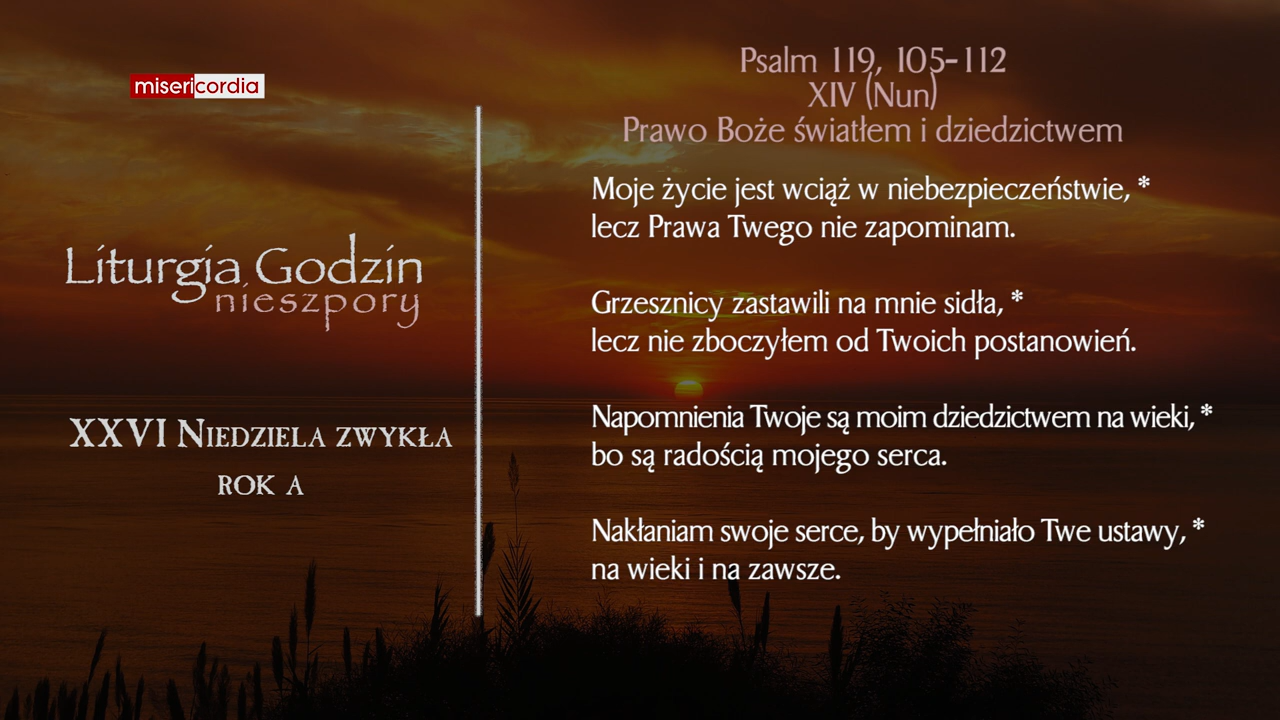 misericordia
Liturgia Godzin
nieszpory
XXVI Niedziela zwykła
rok a
Psalm 119, 105-112
XIV (Nun)
Prawo Boże światłem i dziedzictwem
Moje życie jest wciąż w niebezpieczeństwie, *
lecz Prawa Twego nie zapominam.
Grzesznicy zastawili na mnie sidła, *
lecz nie zboczyłem od Twoich postanowień.
Napomnienia Twoje są moim dziedzictwem na wieki, *
bo są radością mojego serca.
Nakłaniam swoje serce, by wypełniało Twe ustawy, *
na wieki i na zawsze.